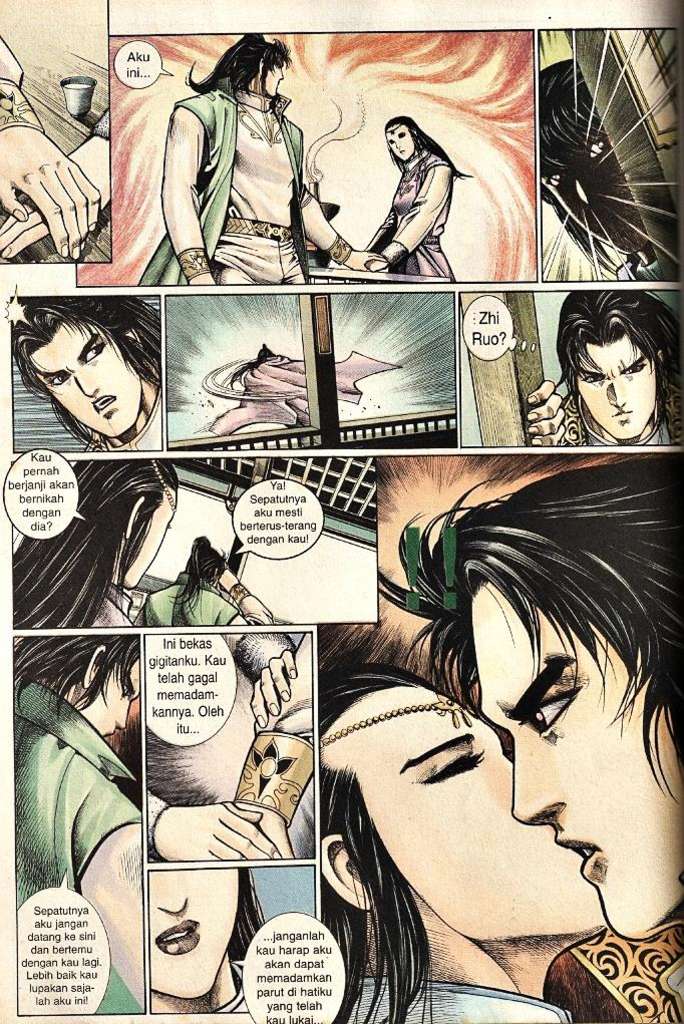 Aku
ini...
Zhi
Ruo?
Kau
pernah
berjanji akan
bernikah
dengan
dia?
Ya!
Sepatutnya
aku mesti
berterus-terang
dengan kau!
!!
Ini bekas
gigitanku. Kau
telah gagal
memadam-
kannya. Oleh
itu...
Sepatutnya
aku jangan
datang ke sini
dan bertemu
dengan kau lagi.
Lebih baik kau
lupakan saja-
lah aku ini!
...janganlah
kau harap aku
akan dapat
memadamkan
parut di hatiku
yang telah
kau lukai...